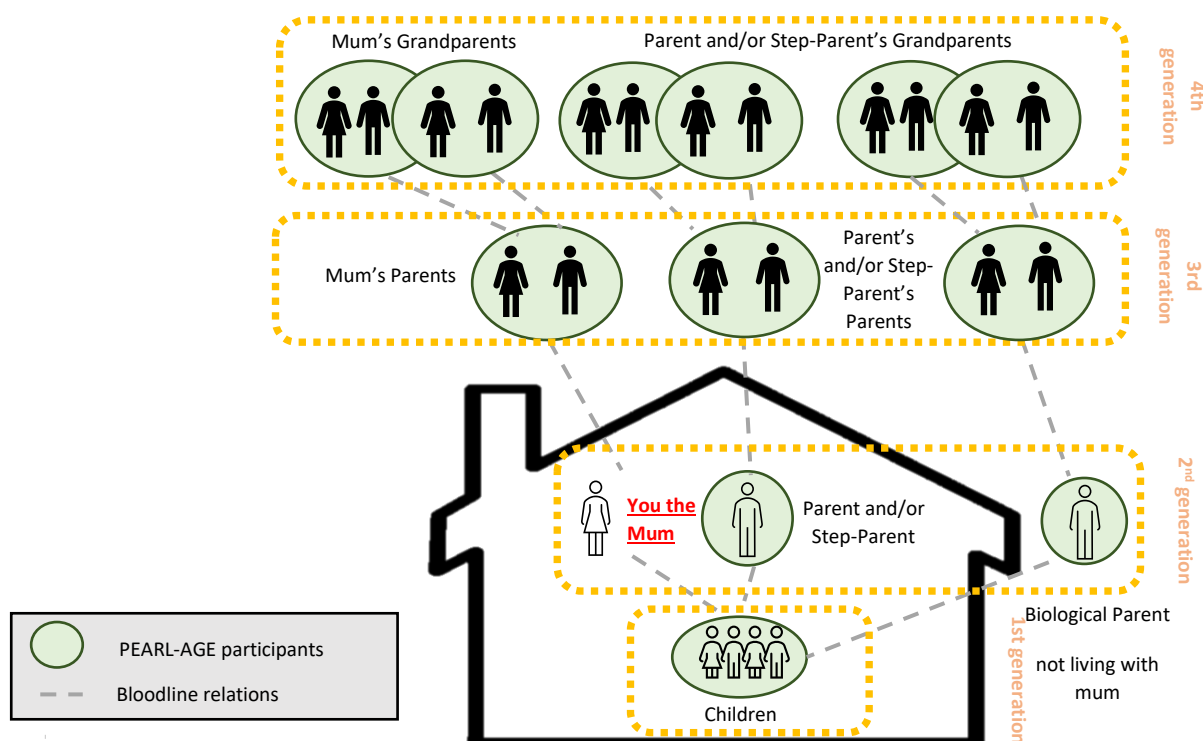 Mum's Grandparents
Parent and/or Step-Parent's Grandparents
4th
generation
Mum's Parents
Parent's
and/or Step-
Parent's
Parents
3rd
generation
You the
Mum
Parent and/or
Step-Parent
2nd generation
Biological Parent
not living with
mum
1st generation
Children
PEARL-AGE participants
Bloodline relations